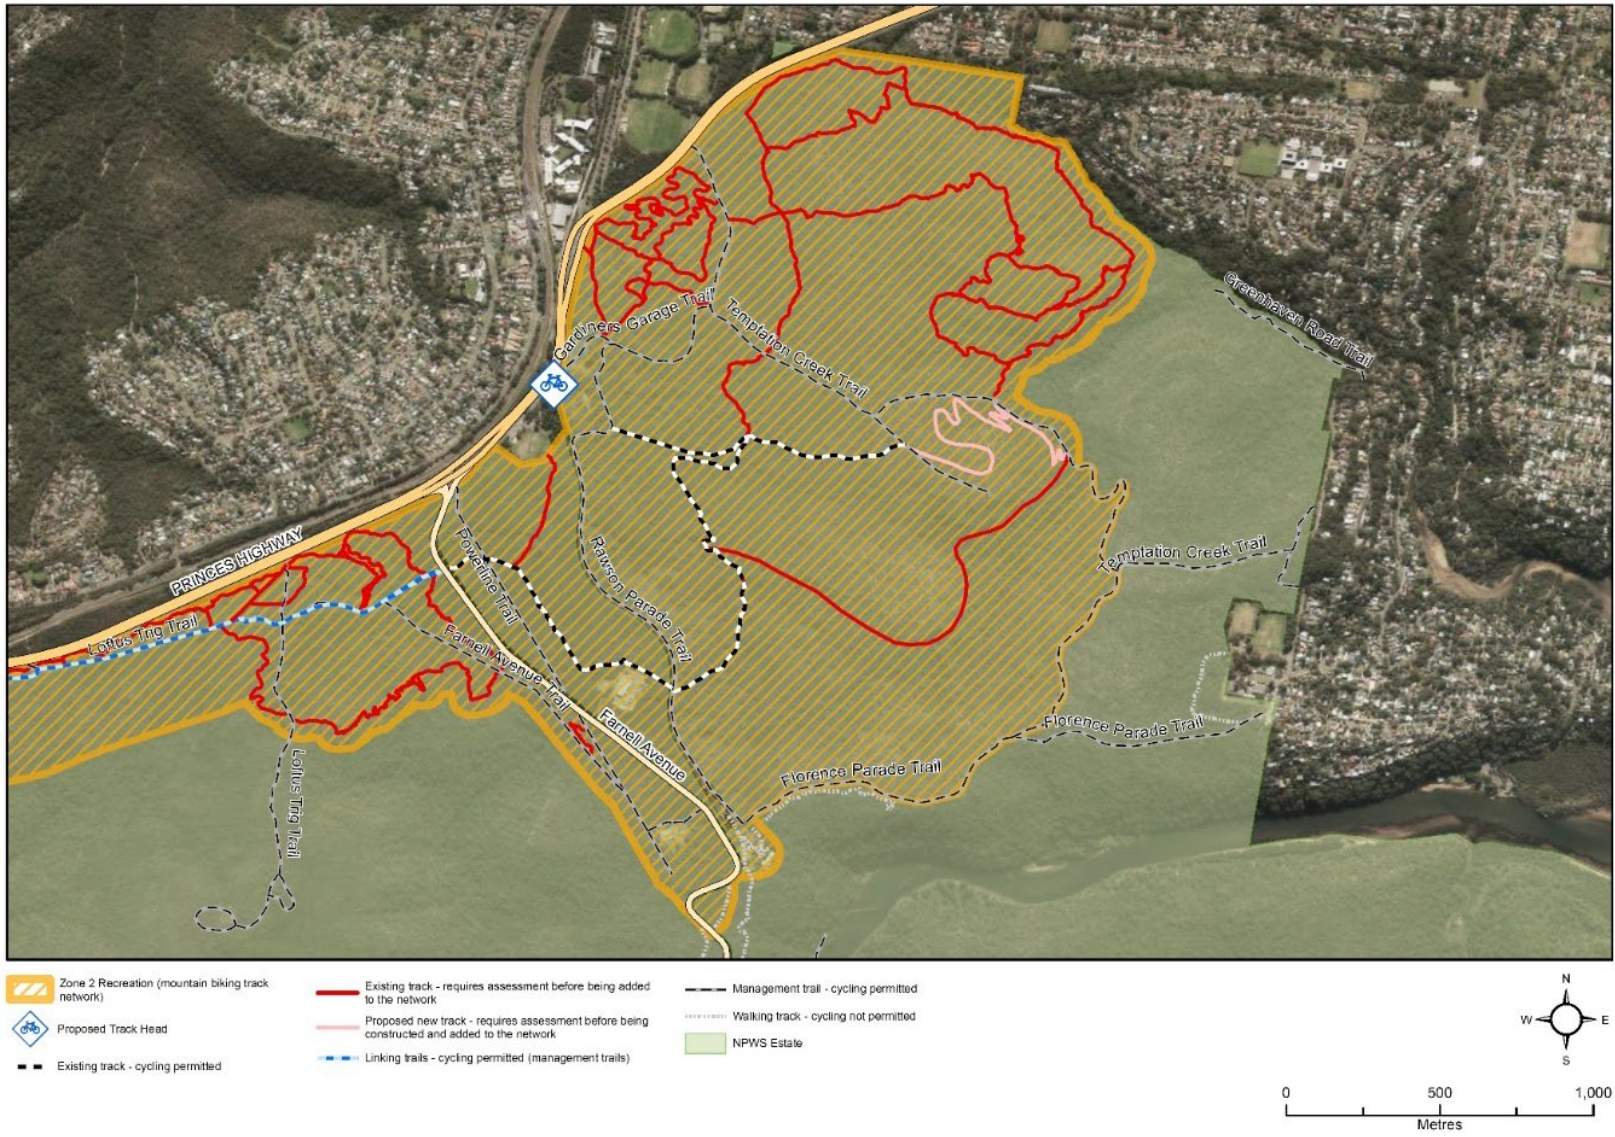 Greenhaven Road Trail
Gardiners Garage Trail
Temptation Creek Trail
PRINCES HIGHWAY
Powerline Trail
Rawson Parade Trail
Temptation Creek Trail
Loftus Trig Trail
Farnell Avenue Trail
Farnell Avenue
Florence Parade Trail
Florence Parade Trail
Loftus Trig Trail
Zone 2 Recreation (mountain biking track
network)
Proposed Track Head
Existing track - cycling permitted
Existing track - requires assessment before being added
to the network
Proposed new track - requires assessment before being
constructed and added to the network
Linking trails - cycling permitted (management trails)
Management trail - cycling permitted
Walking track - cycling not permitted
NPWS Estate
N
W E
S
0 500 1,000
Metres